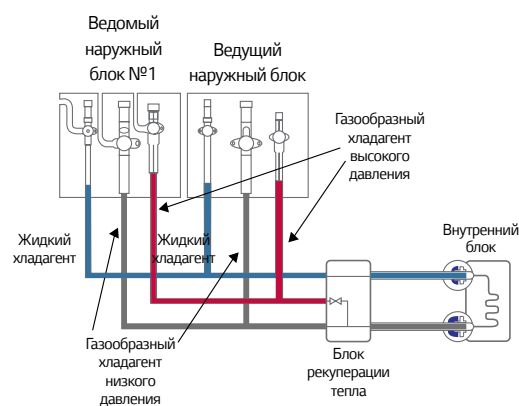 Ведомый
наружный
блок №1
Ведущий
наружный блок
Газообразный
хладагент
высокого
давления
Жидкий
хладагент
Жидкий
хладагент
Внутренний
блок
Газообразный
хладагент
низкого
давления
Блок
рекуперации
тепла